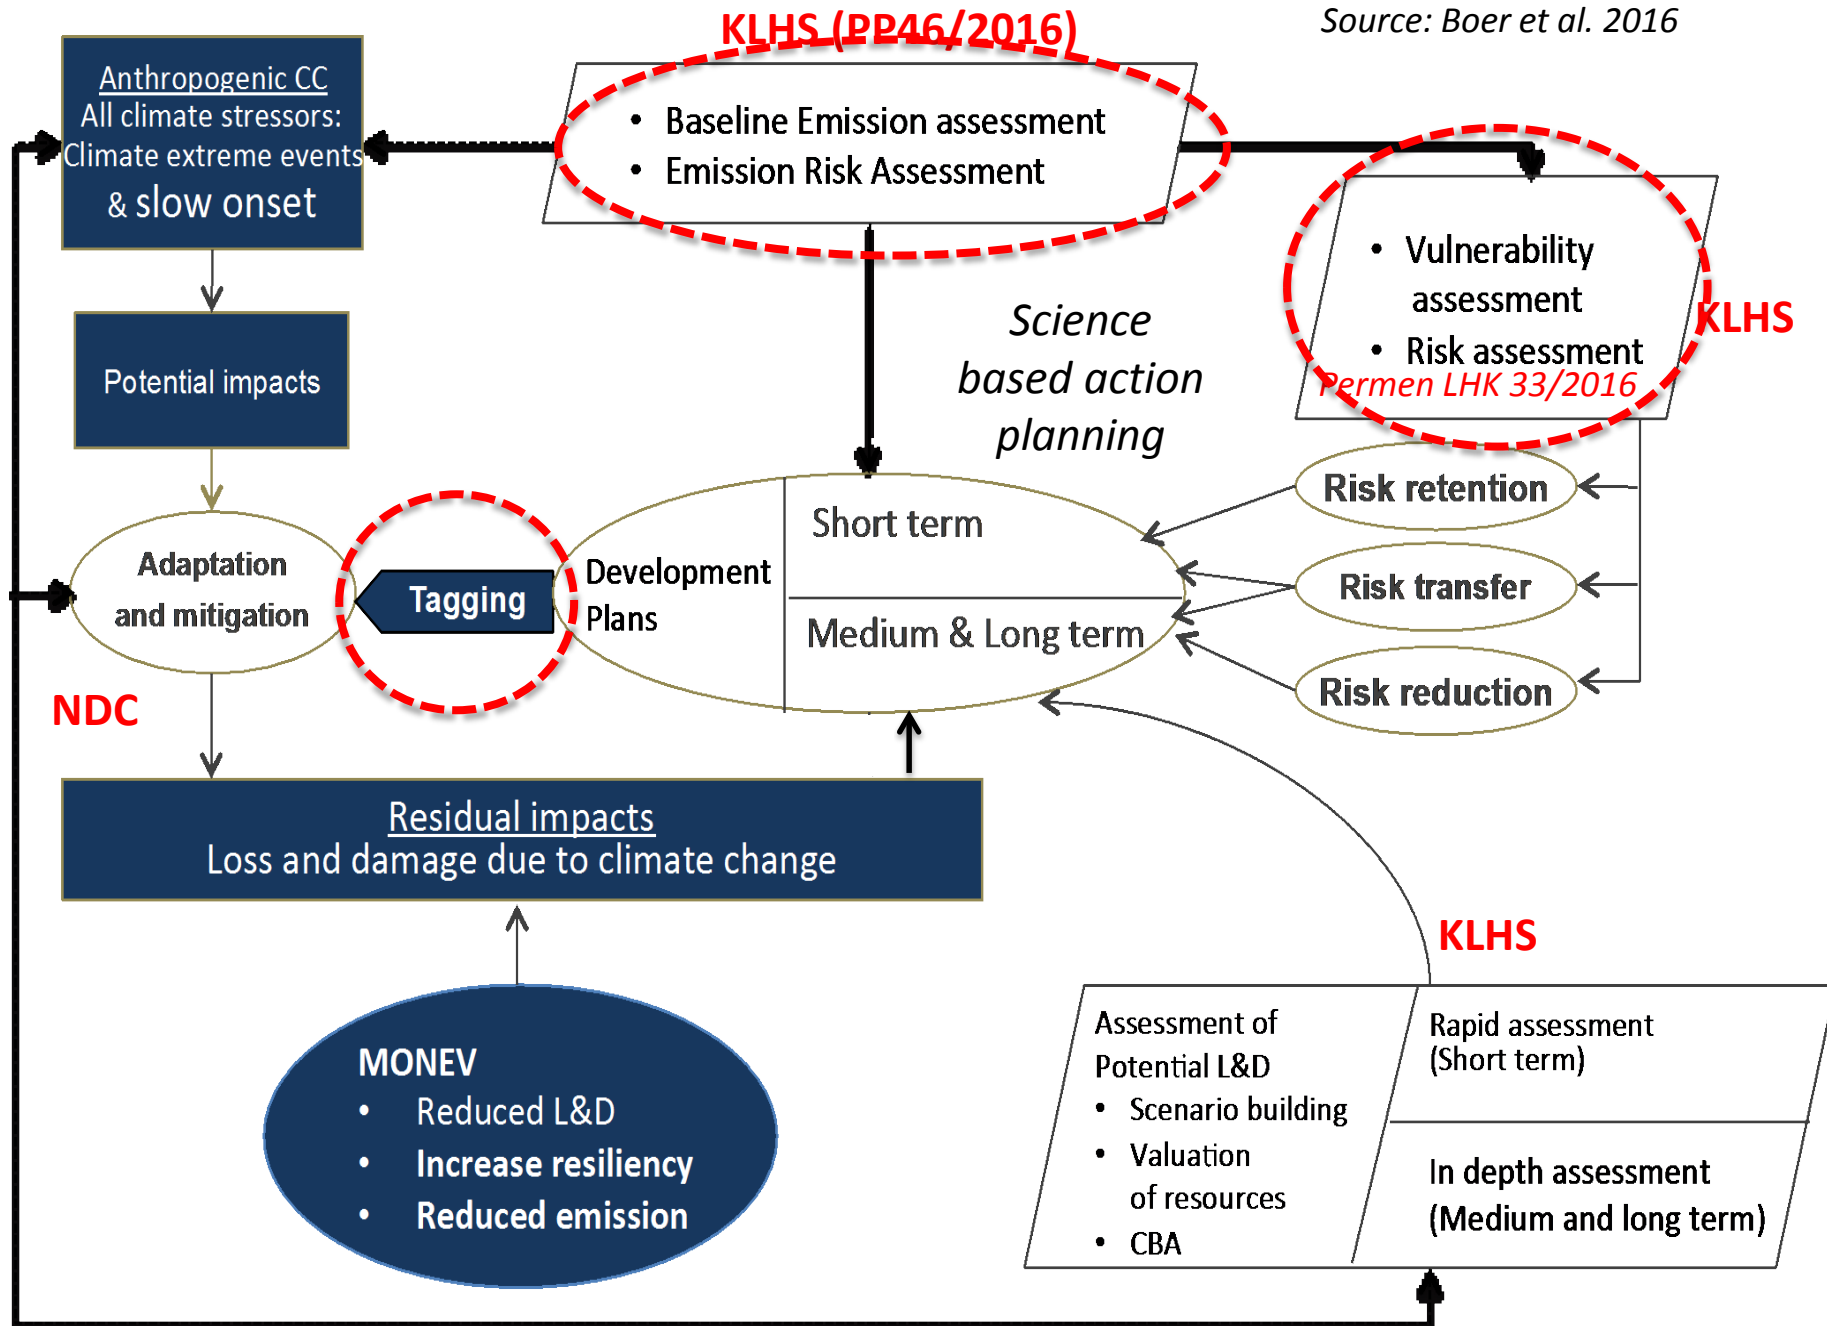 KLHS (PP46/2016)
Source: Boer et al. 2016
Anthropogenic CC
All climate stressors:
Climate extreme events
& slow onset
• Baseline Emission assessment
• Emission Risk Assessment
• Vulnerability
assessment
• Risk assessment
Permen LHK 33/2016
KLHS
Potential impacts
Science
based action
planning
Risk retention
Risk transfer
Risk reduction
Short term
Development
Plans
Medium & Long term
Tagging
Adaptation
and mitigation
NDC
Residual impacts
Loss and damage due to climate change
KLHS
MONEV
• Reduced L&D
• Increase resiliency
• Reduced emission
Assessment of
Potential L&D
• Scenario building
• Valuation
of resources
• CBA
Rapid assessment
(Short term)
In depth assessment
(Medium and long term)